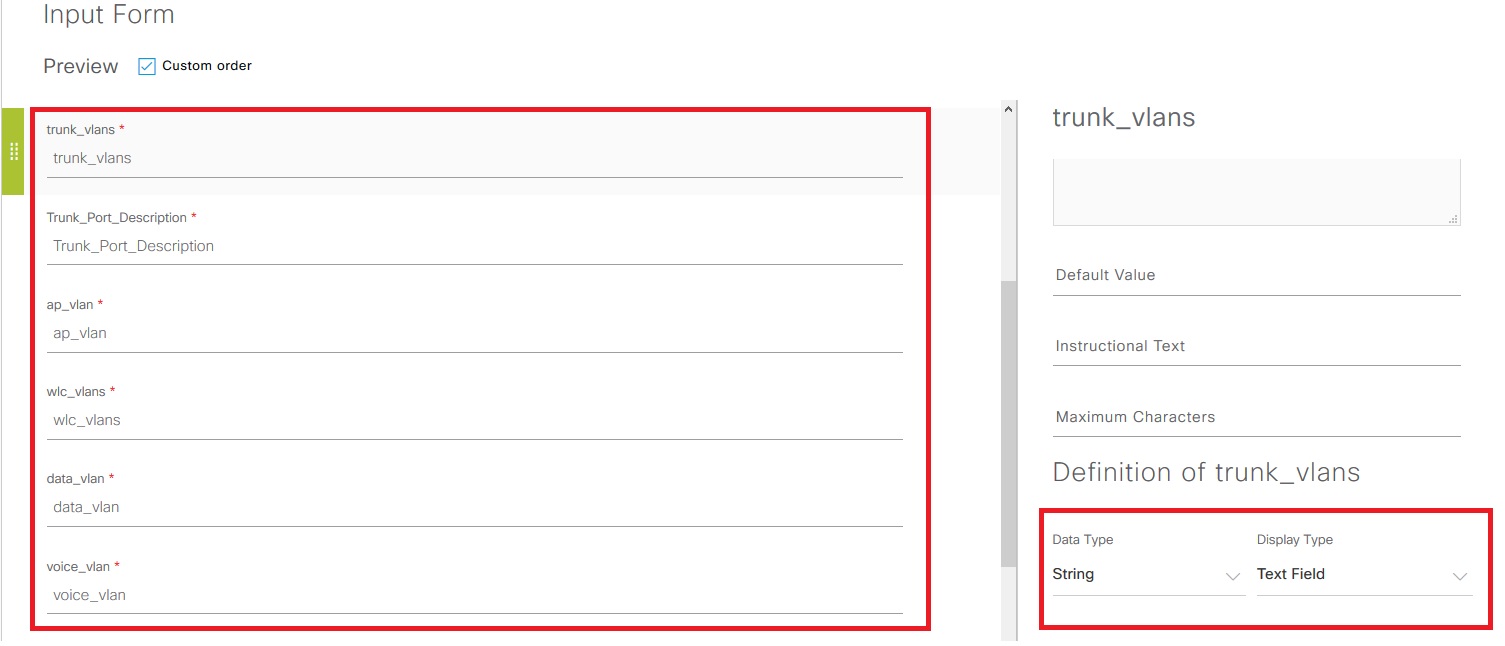 Input Form
Preview Custom order
trunk_vlans *
trunk_vlans
Trunk_Port_Description *
Trunk_Port_Description
ap_vlan *
ap_vlan
wlc_vlans *
wlc_vlans
data_vlan *
data_vlan
voice_vlan *
voice_vlan
trunk_vlans
Default Value
Instructional Text
Maximum Characters
Definition of trunk_vlans
Data Type Display Type
String Text Field